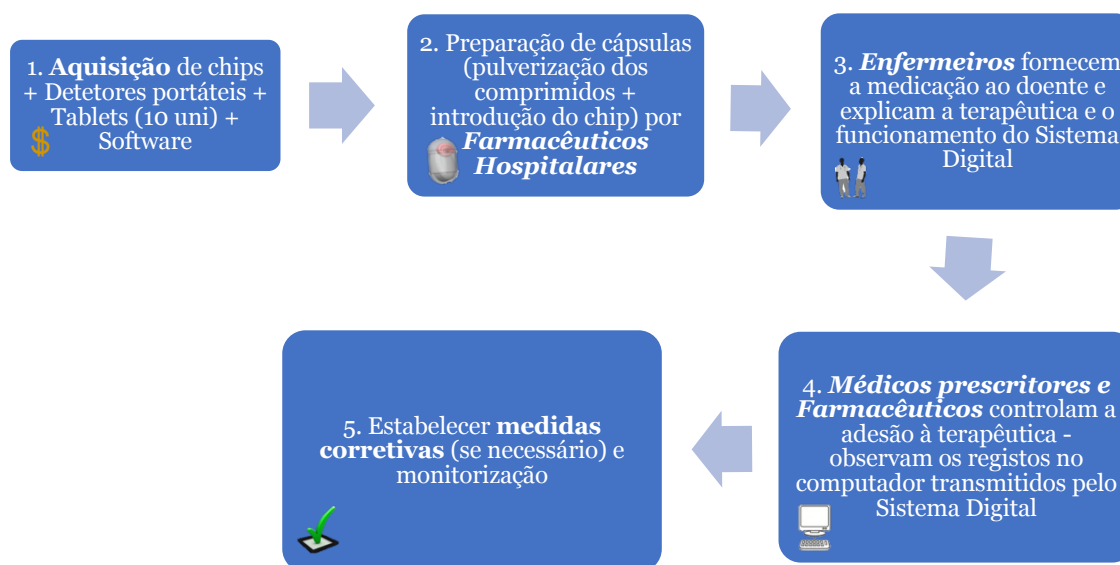 1. Aquisição de chips
+ Detetores portáteis +
Tablets (10 uni) +
Software
2. Preparação de cápsulas
(pulverização dos
comprimidos +
introdução do chip) por
Farmacêuticos
Hospitalares
3. Enfermeiros fornecem
a medicação ao doente e
explicam a terapêutica e o
funcionamento do Sistema
Digital
4. Médicos prescritores e
Farmacêuticos controlam a
adesão à terapêutica -
observam os registos no
computador transmitidos pelo
Sistema Digital
5. Estabelecer medidas
corretivas (se necessário) e
monitorização